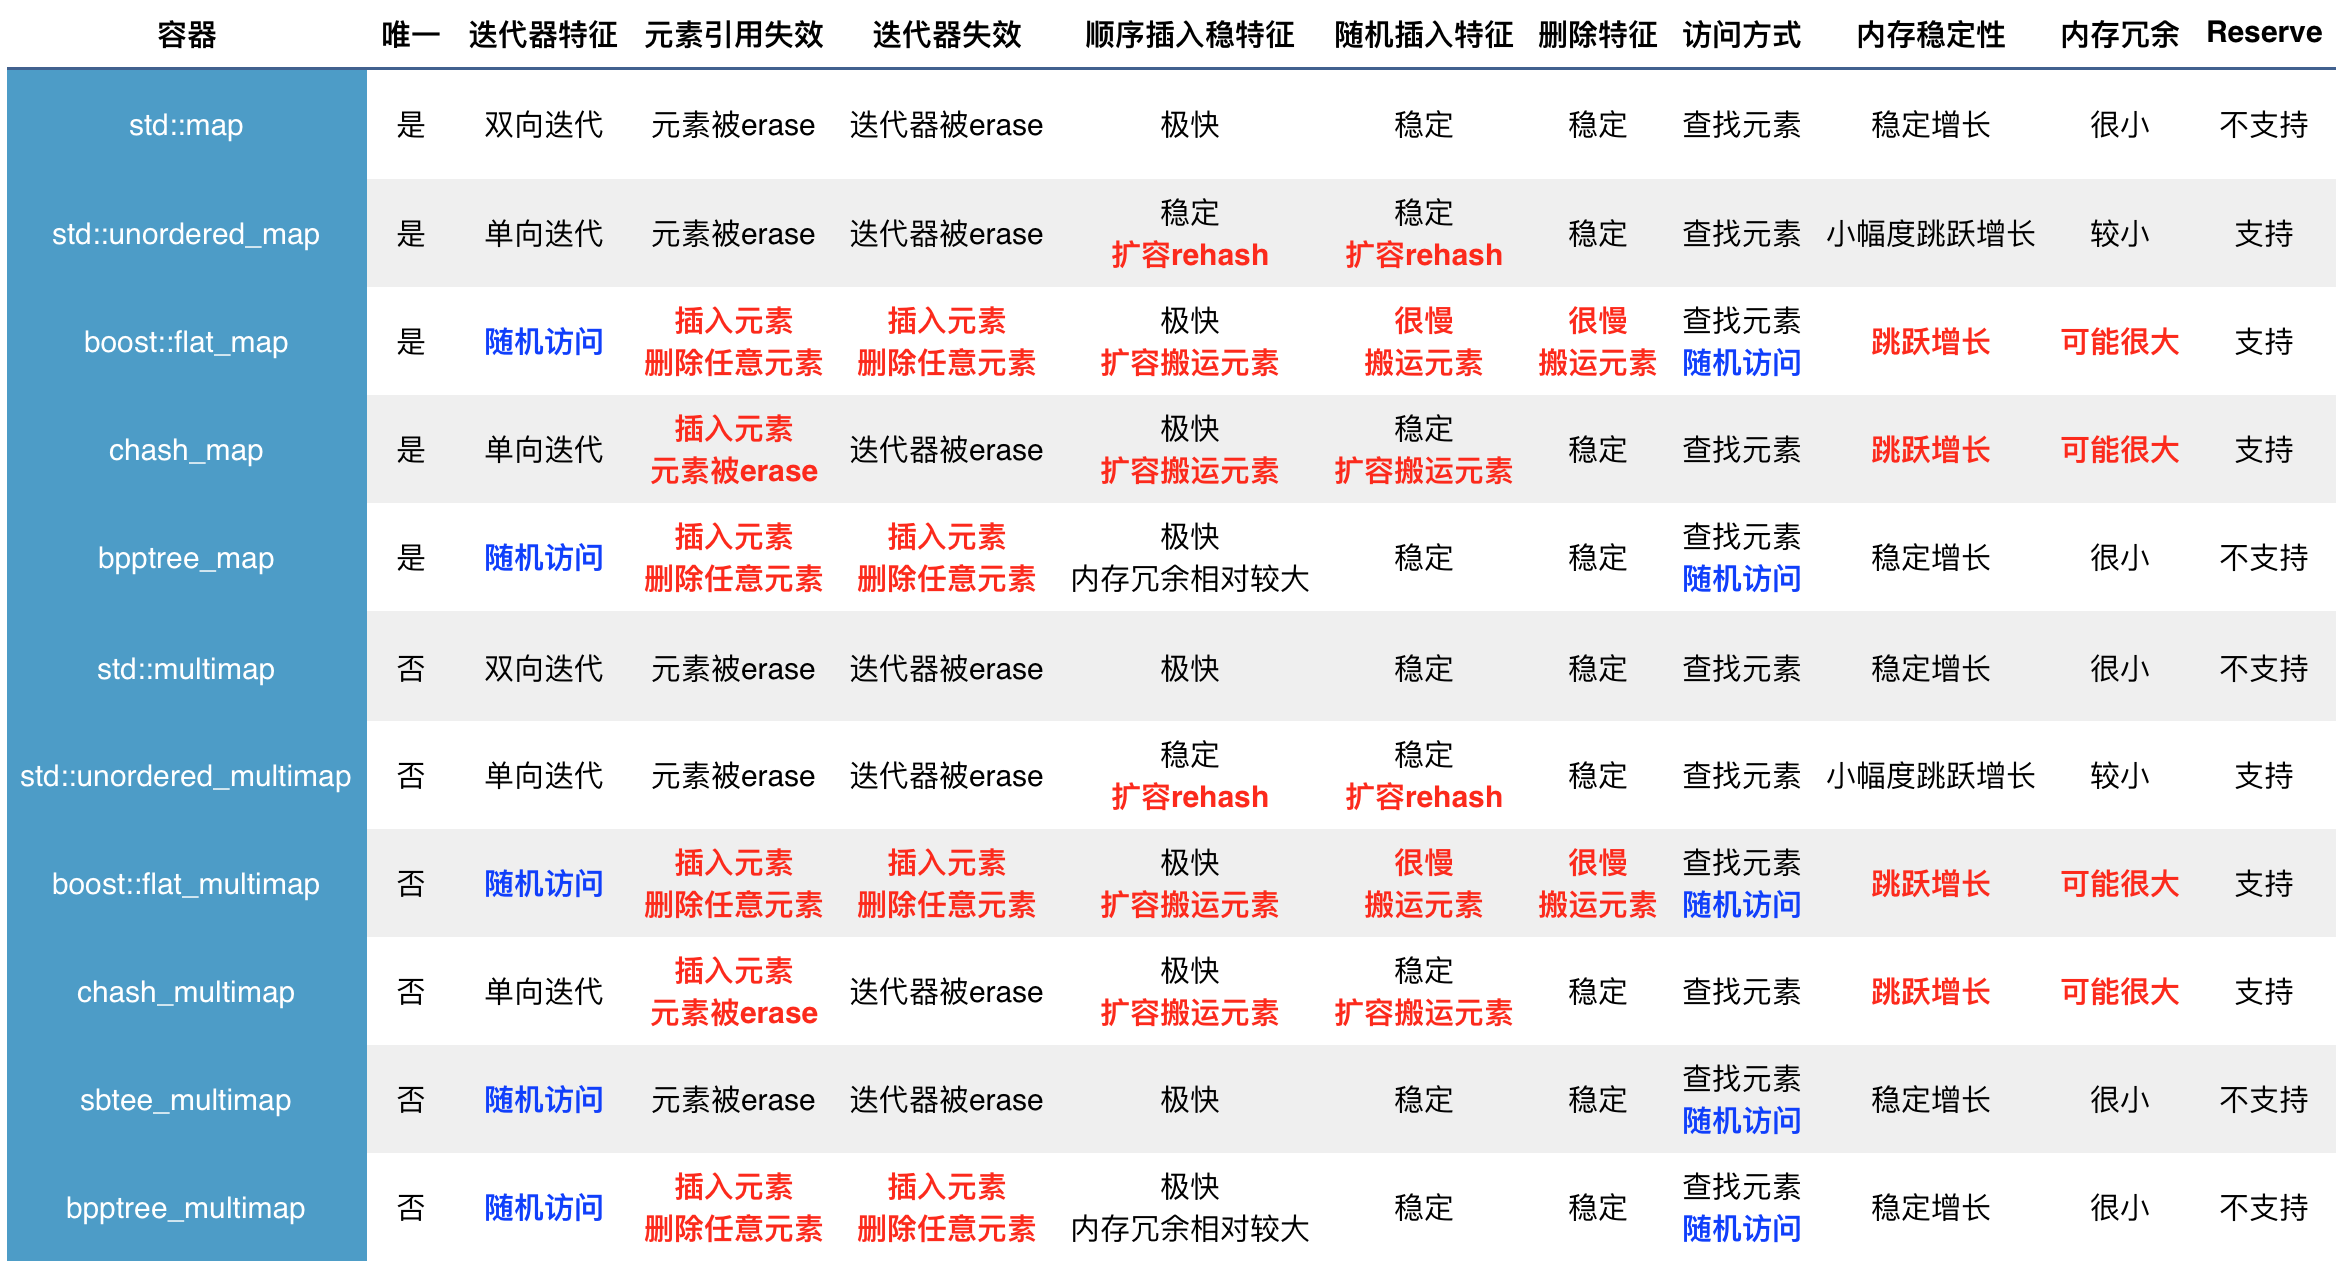 容器 唯一 迭代器特征 元素引用失效 迭代器失效 顺序插入稳特征 随机插入特征 删除特征 访问方式 内存稳定性 内存冗余 Reserve
std::map 是 双向迭代 元素被erase 迭代器被erase 极快 稳定 稳定 查找元素 稳定增长 很小 不支持
稳定 稳定
std::unordered_map 是 单向迭代 元素被erase 迭代器被erase 稳定 查找元素 小幅度跳跃增长 较小 支持
扩容rehash 扩容rehash
插入元素 插入元素 极快 很慢 很慢 查找元素
boost::flat_map 是 随机访问 跳跃增长 可能很大 支持
删除任意元素 删除任意元素 扩容搬运元素 搬运元素 搬运元素 随机访问
插入元素 极快 稳定
chash_map 是 单向迭代 迭代器被erase 稳定 查找元素 跳跃增长 可能很大 支持
元素被erase 扩容搬运元素 扩容搬运元素
插入元素 插入元素 极快 查找元素
bpptree_map 是 随机访问 稳定 稳定 稳定增长 很小 不支持
删除任意元素 删除任意元素 内存冗余相对较大 随机访问
std::multimap 否 双向迭代 元素被erase 迭代器被erase 极快 稳定 稳定 查找元素 稳定增长 很小 不支持
稳定 稳定
std::unordered_multimap 否 单向迭代 元素被erase 迭代器被erase 稳定 查找元素 小幅度跳跃增长 较小 支持
扩容rehash 扩容rehash
插入元素 插入元素 极快 很慢 很慢 查找元素
boost::flat_multimap 否 随机访问 跳跃增长 可能很大 支持
删除任意元素 删除任意元素 扩容搬运元素 搬运元素 搬运元素 随机访问
插入元素 极快 稳定
chash_multimap 否 单向迭代 迭代器被erase 稳定 查找元素 跳跃增长 可能很大 支持
元素被erase 扩容搬运元素 扩容搬运元素
查找元素
sbtee_multimap 否 随机访问 元素被erase 迭代器被erase 极快 稳定 稳定 稳定增长 很小 不支持
随机访问
插入元素 插入元素 极快 查找元素
bpptree_multimap 否 随机访问 稳定 稳定 稳定增长 很小 不支持
删除任意元素 删除任意元素 内存冗余相对较大 随机访问